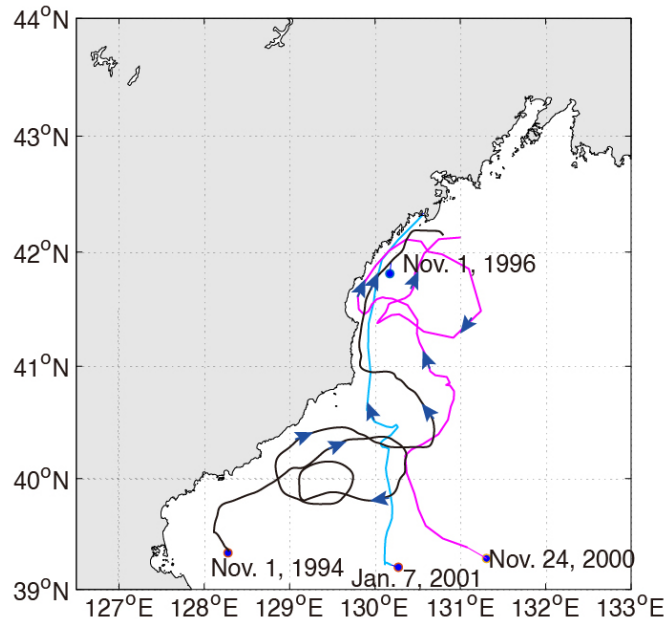 44°N
43°N
42°N
41°N
40°N
39°N
Nov. 1, 1996
Nov. 1, 1994
Jan. 7, 2001
Nov. 24, 2000
127°E 128°E 129°E 130°E 131°E 132°E 133°E